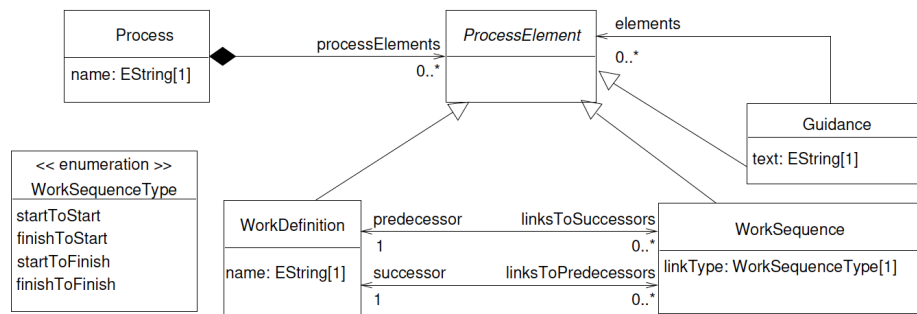 Process
name: EString[1]
processElements
0..*
ProcessElement
elements
0..*
Guidance
text: EString[1]
<< enumeration >>
WorkSequenceType
startToStart
finishToStart
startToFinish
finishToFinish
WorkDefinition
name: EString[1]
predecessor
1
linksToSuccessors
0..*
successor
1
linksToPredecessors
0..*
WorkSequence
linkType: WorkSequenceType[1]